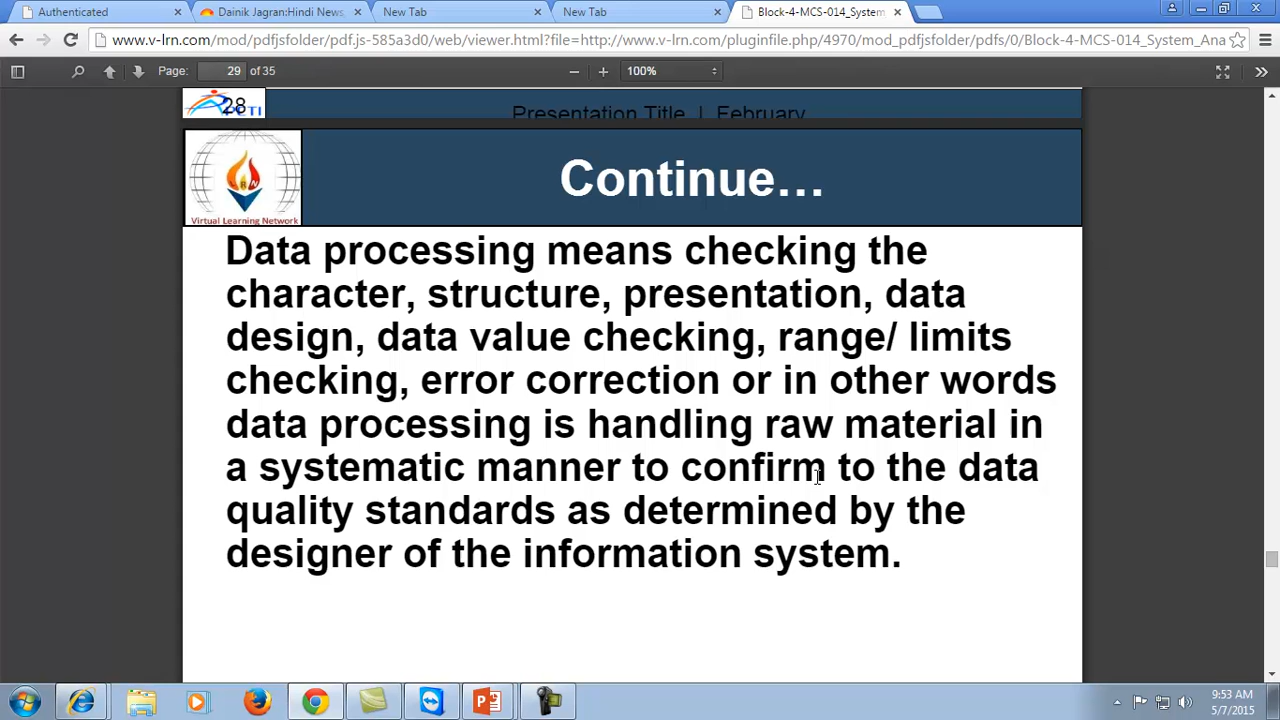 Authenticated
Dainik Jagran:Hindi News,
New Tab
New Tab
Block-4-MCS-014_System
www.v-lrn.com/mod/pdfjsfolder/pdf.js-585a3d0/web/viewer.html?file=http://www.v-lrn.com/pluginfile.php/4970/mod_pdfjsfolder/pdfs/0/Block-4-MCS-014_System_Ana
Page: 29 of 35
100%
28
Presentation Title | February
Virtual Learning Network
Continue…
Data processing means checking the
character, structure, presentation, data
design, data value checking, range/ limits
checking, error correction or in other words
data processing is handling raw material in
a systematic manner to confirm to the data
quality standards as determined by the
designer of the information system.
9:53 AM
5/7/2015